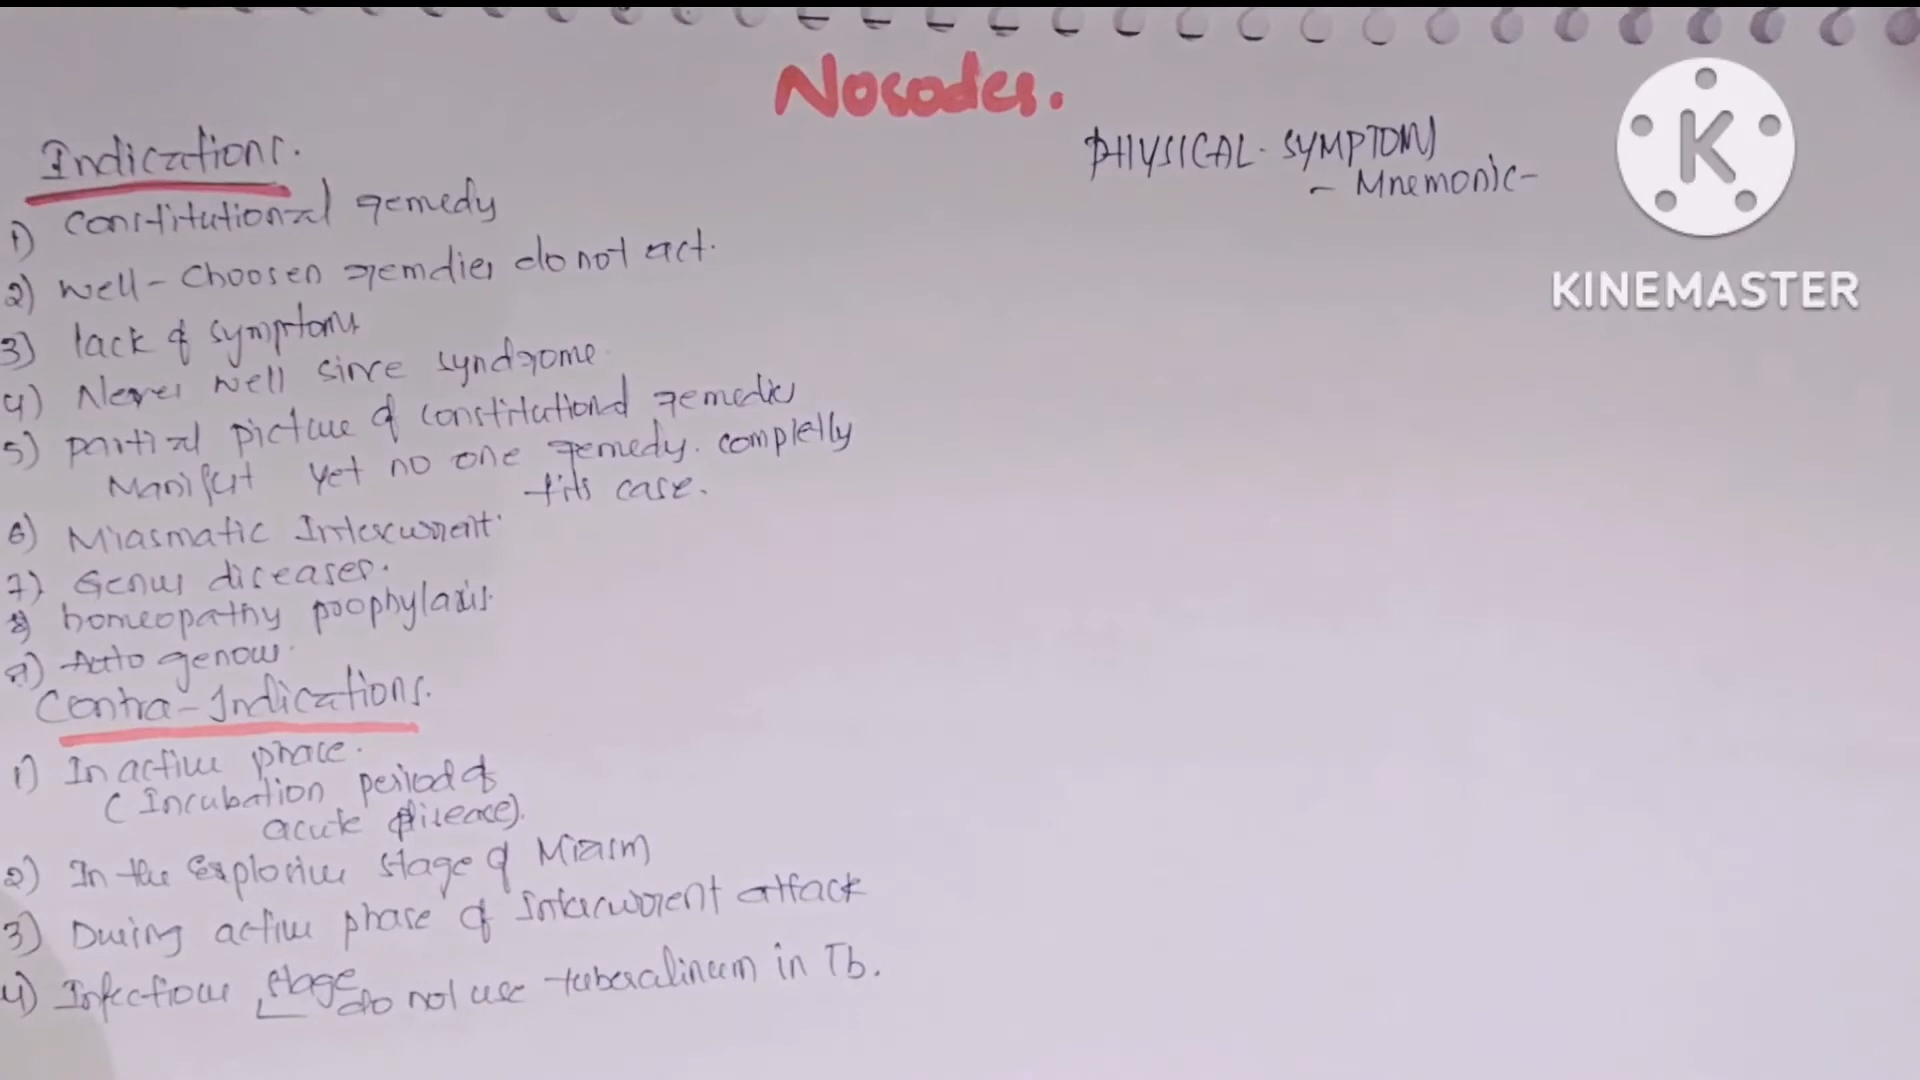 Nosodes.
Indications.
PHYSICAL. SYMPTOMS
- Mnemonic -
K
KINEMASTER
1) Constitutional remedy
2) Well-Choosen remdies do not act.
3) lack of symptoms
4) Never well since syndrome.
5) partial picture of constitutional remedies
Manifest yet no one remedy. completly
fits case.
6) Miasmatic Intercurrent.
7) Genus diseases.
8) homeopathy prophylaxis.
9) Auto genous.
Contra-Indications.
1) In active phase.
(Incubation period of
acute disease).
2) In the Explosive stage of Miasm
3) During active phase of Intercurrent attack
4) Infectious stage
do not use tuberculinum in Tb.